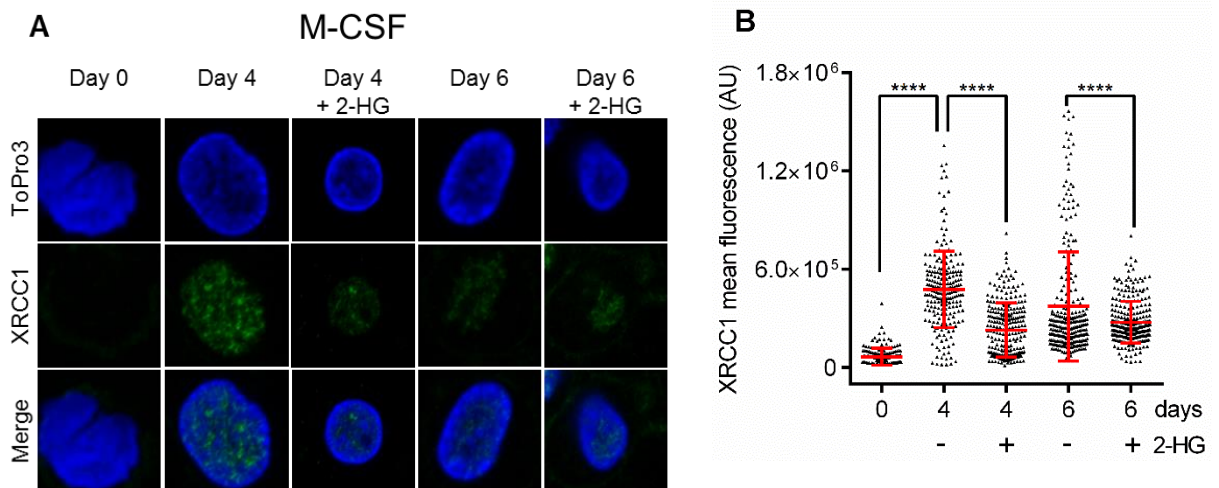 A
M-CSF
Day 0 Day 4 Day 4 Day 6 Day 6
+ 2-HG + 2-HG
ToPro3
XRCC1
Merge
B
XRCC1 mean fluorescence (AU)
1.8×10⁶
1.2×10⁶
6.0×10⁵
0
**** **** ****
0 4 4 6 6 days
- + - + 2-HG